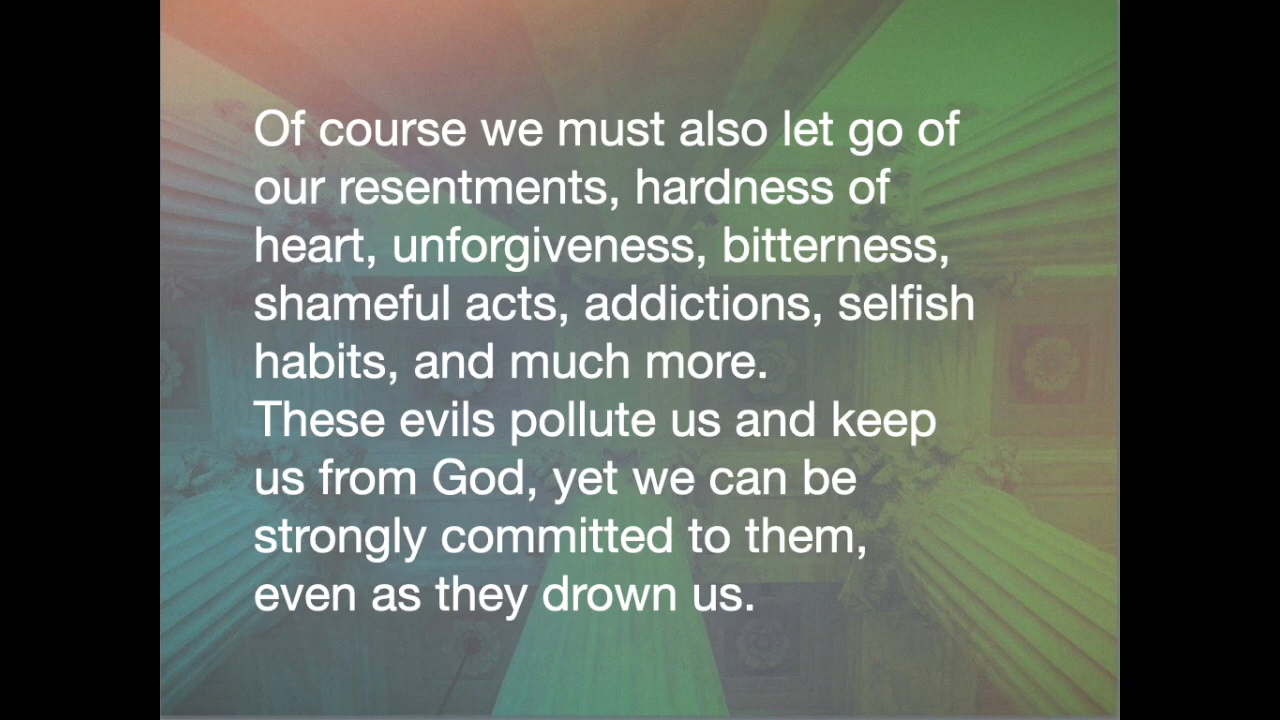 Of course we must also let go of
our resentments, hardness of
heart, unforgiveness, bitterness,
shameful acts, addictions, selfish
habits, and much more.
These evils pollute us and keep
us from God, yet we can be
strongly committed to them,
even as they drown us.